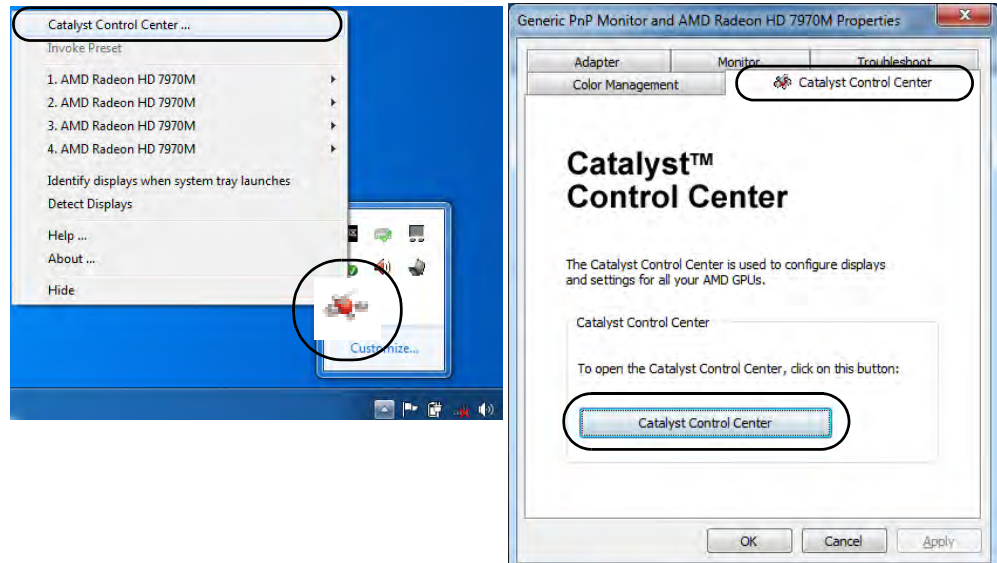 Catalyst Control Center ...
Invoke Preset
1. AMD Radeon HD 7970M
2. AMD Radeon HD 7970M
3. AMD Radeon HD 7970M
4. AMD Radeon HD 7970M
Identify displays when system tray launches
Detect Displays
Help ...
About ...
Hide
Customize...
Generic PnP Monitor and AMD Radeon HD 7970M Properties
Adapter
Monitor
Troubleshoot
Color Management
Catalyst Control Center
Catalyst™
Control Center
The Catalyst Control Center is used to configure displays
and settings for all your AMD GPUs.
Catalyst Control Center
To open the Catalyst Control Center, click on this button:
Catalyst Control Center
OK
Cancel
Apply